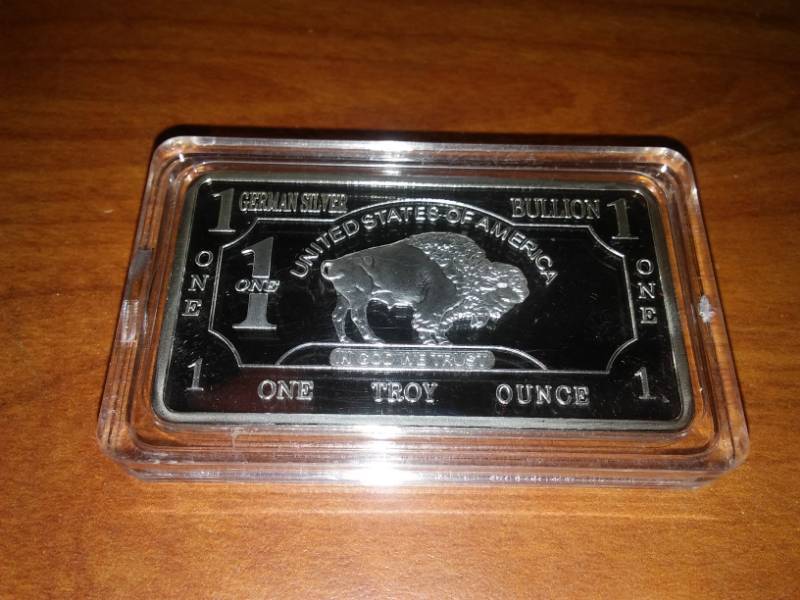 1 GERMAN SILVER BULLION 1
UNITED STATES OF AMERICA
ONE
1
ONE
ONE
IN GOD WE TRUST
1 ONE TROY OUNCE 1